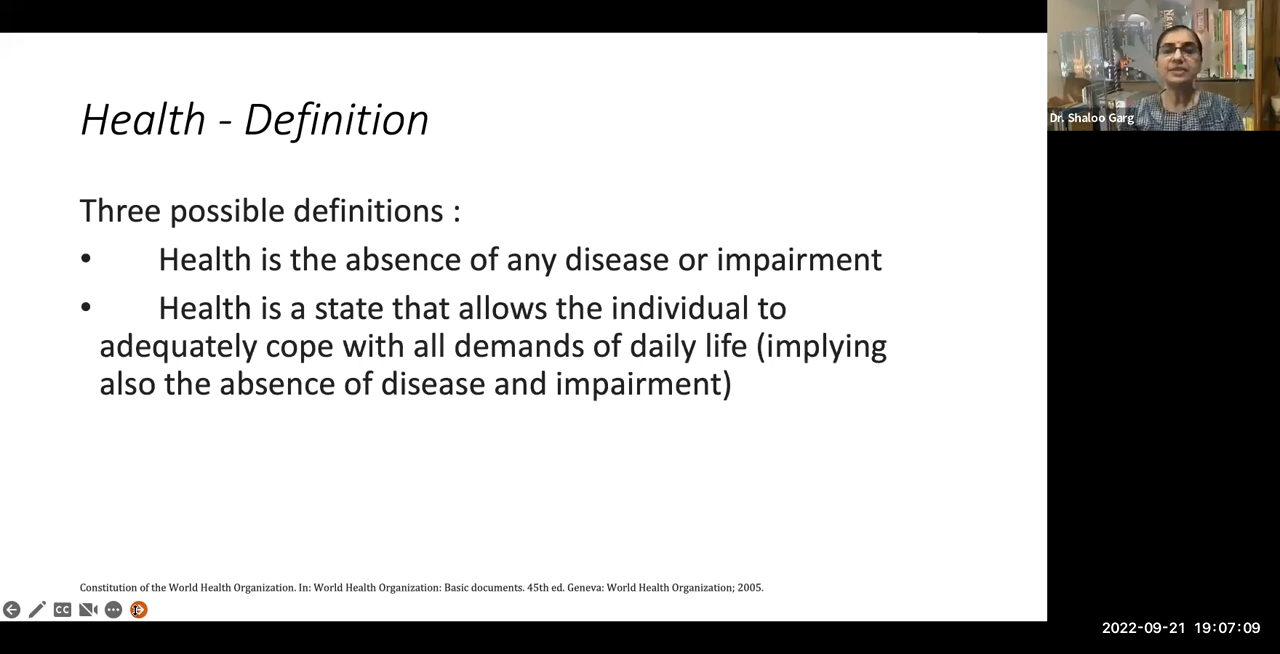 Health - Definition
Three possible definitions :
• Health is the absence of any disease or impairment
• Health is a state that allows the individual to
adequately cope with all demands of daily life (implying
also the absence of disease and impairment)
Constitution of the World Health Organization. In: World Health Organization: Basic documents. 45th ed. Geneva: World Health Organization; 2005.
CC
Dr. Shaloo Garg
2022-09-21 19:07:09